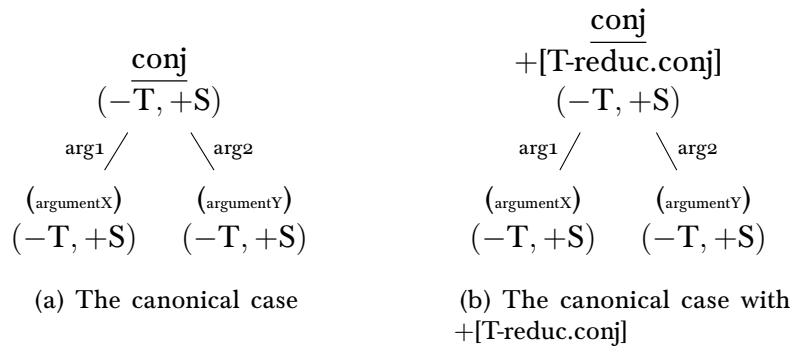 conj
(−T, +S)
arg1 arg2
(argumentX) (argumentY)
(−T, +S) (−T, +S)
(a) The canonical case
conj
+[T-reduc.conj]
(−T, +S)
arg1 arg2
(argumentX) (argumentY)
(−T, +S) (−T, +S)
(b) The canonical case with
+[T-reduc.conj]